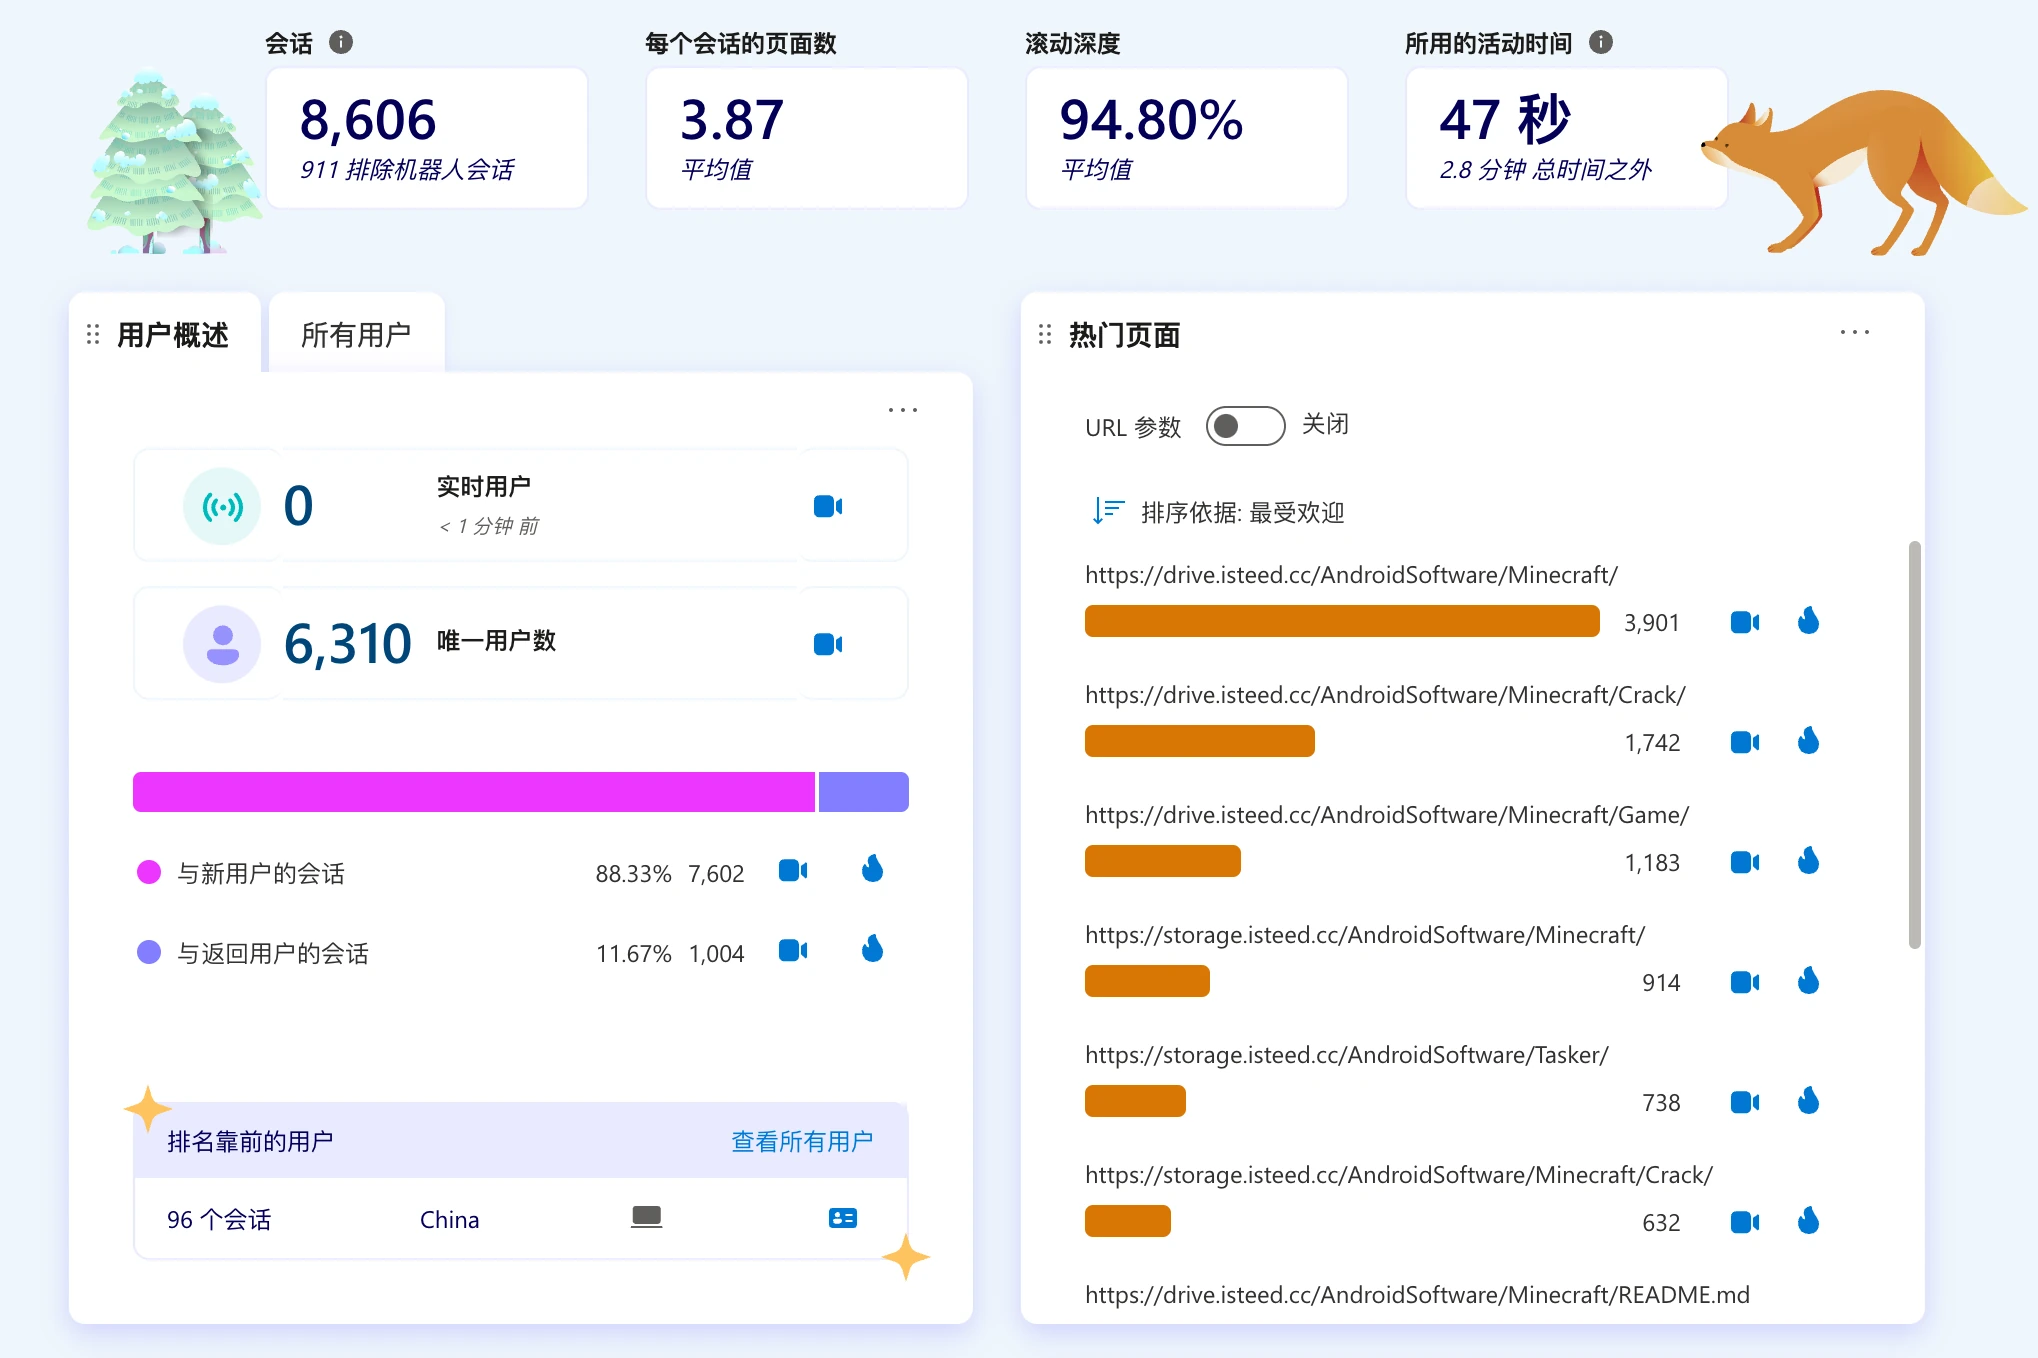 会话
8,606
911 排除机器人会话
每个会话的页面数
3.87
平均值
滚动深度
94.80%
平均值
所用的活动时间
47 秒
2.8 分钟 总时间之外
用户概述
所有用户
0
实时用户
< 1 分钟 前
6,310
唯一用户数
与新用户的会话 88.33% 7,602
与返回用户的会话 11.67% 1,004
排名靠前的用户 查看所有用户
96 个会话 China
热门页面
URL 参数 关闭
排序依据: 最受欢迎
https://drive.isteed.cc/AndroidSoftware/Minecraft/
3,901
https://drive.isteed.cc/AndroidSoftware/Minecraft/Crack/
1,742
https://drive.isteed.cc/AndroidSoftware/Minecraft/Game/
1,183
https://storage.isteed.cc/AndroidSoftware/Minecraft/
914
https://storage.isteed.cc/AndroidSoftware/Tasker/
738
https://storage.isteed.cc/AndroidSoftware/Minecraft/Crack/
632
https://drive.isteed.cc/AndroidSoftware/Minecraft/README.md